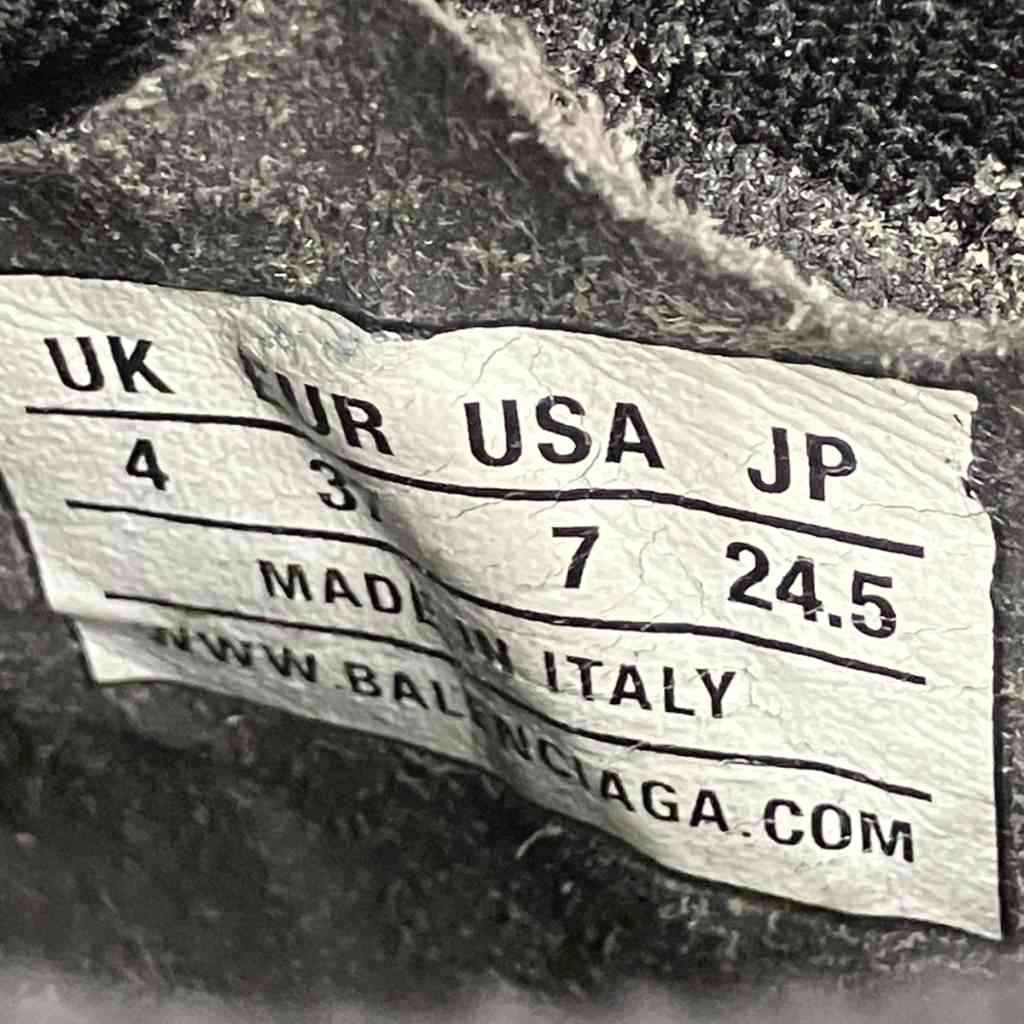 UK EUR USA JP
4 7 24.5
MADE IN ITALY
WWW.BALENCIAGA.COM